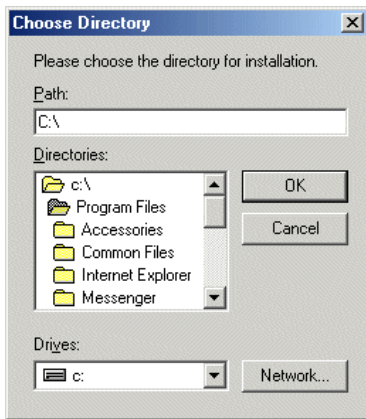 Choose Directory
Please choose the directory for installation.
Path:
C:\
Directories:
c:\
Program Files
Accessories
Common Files
Internet Explorer
Messenger
OK
Cancel
Drives:
c:
Network...